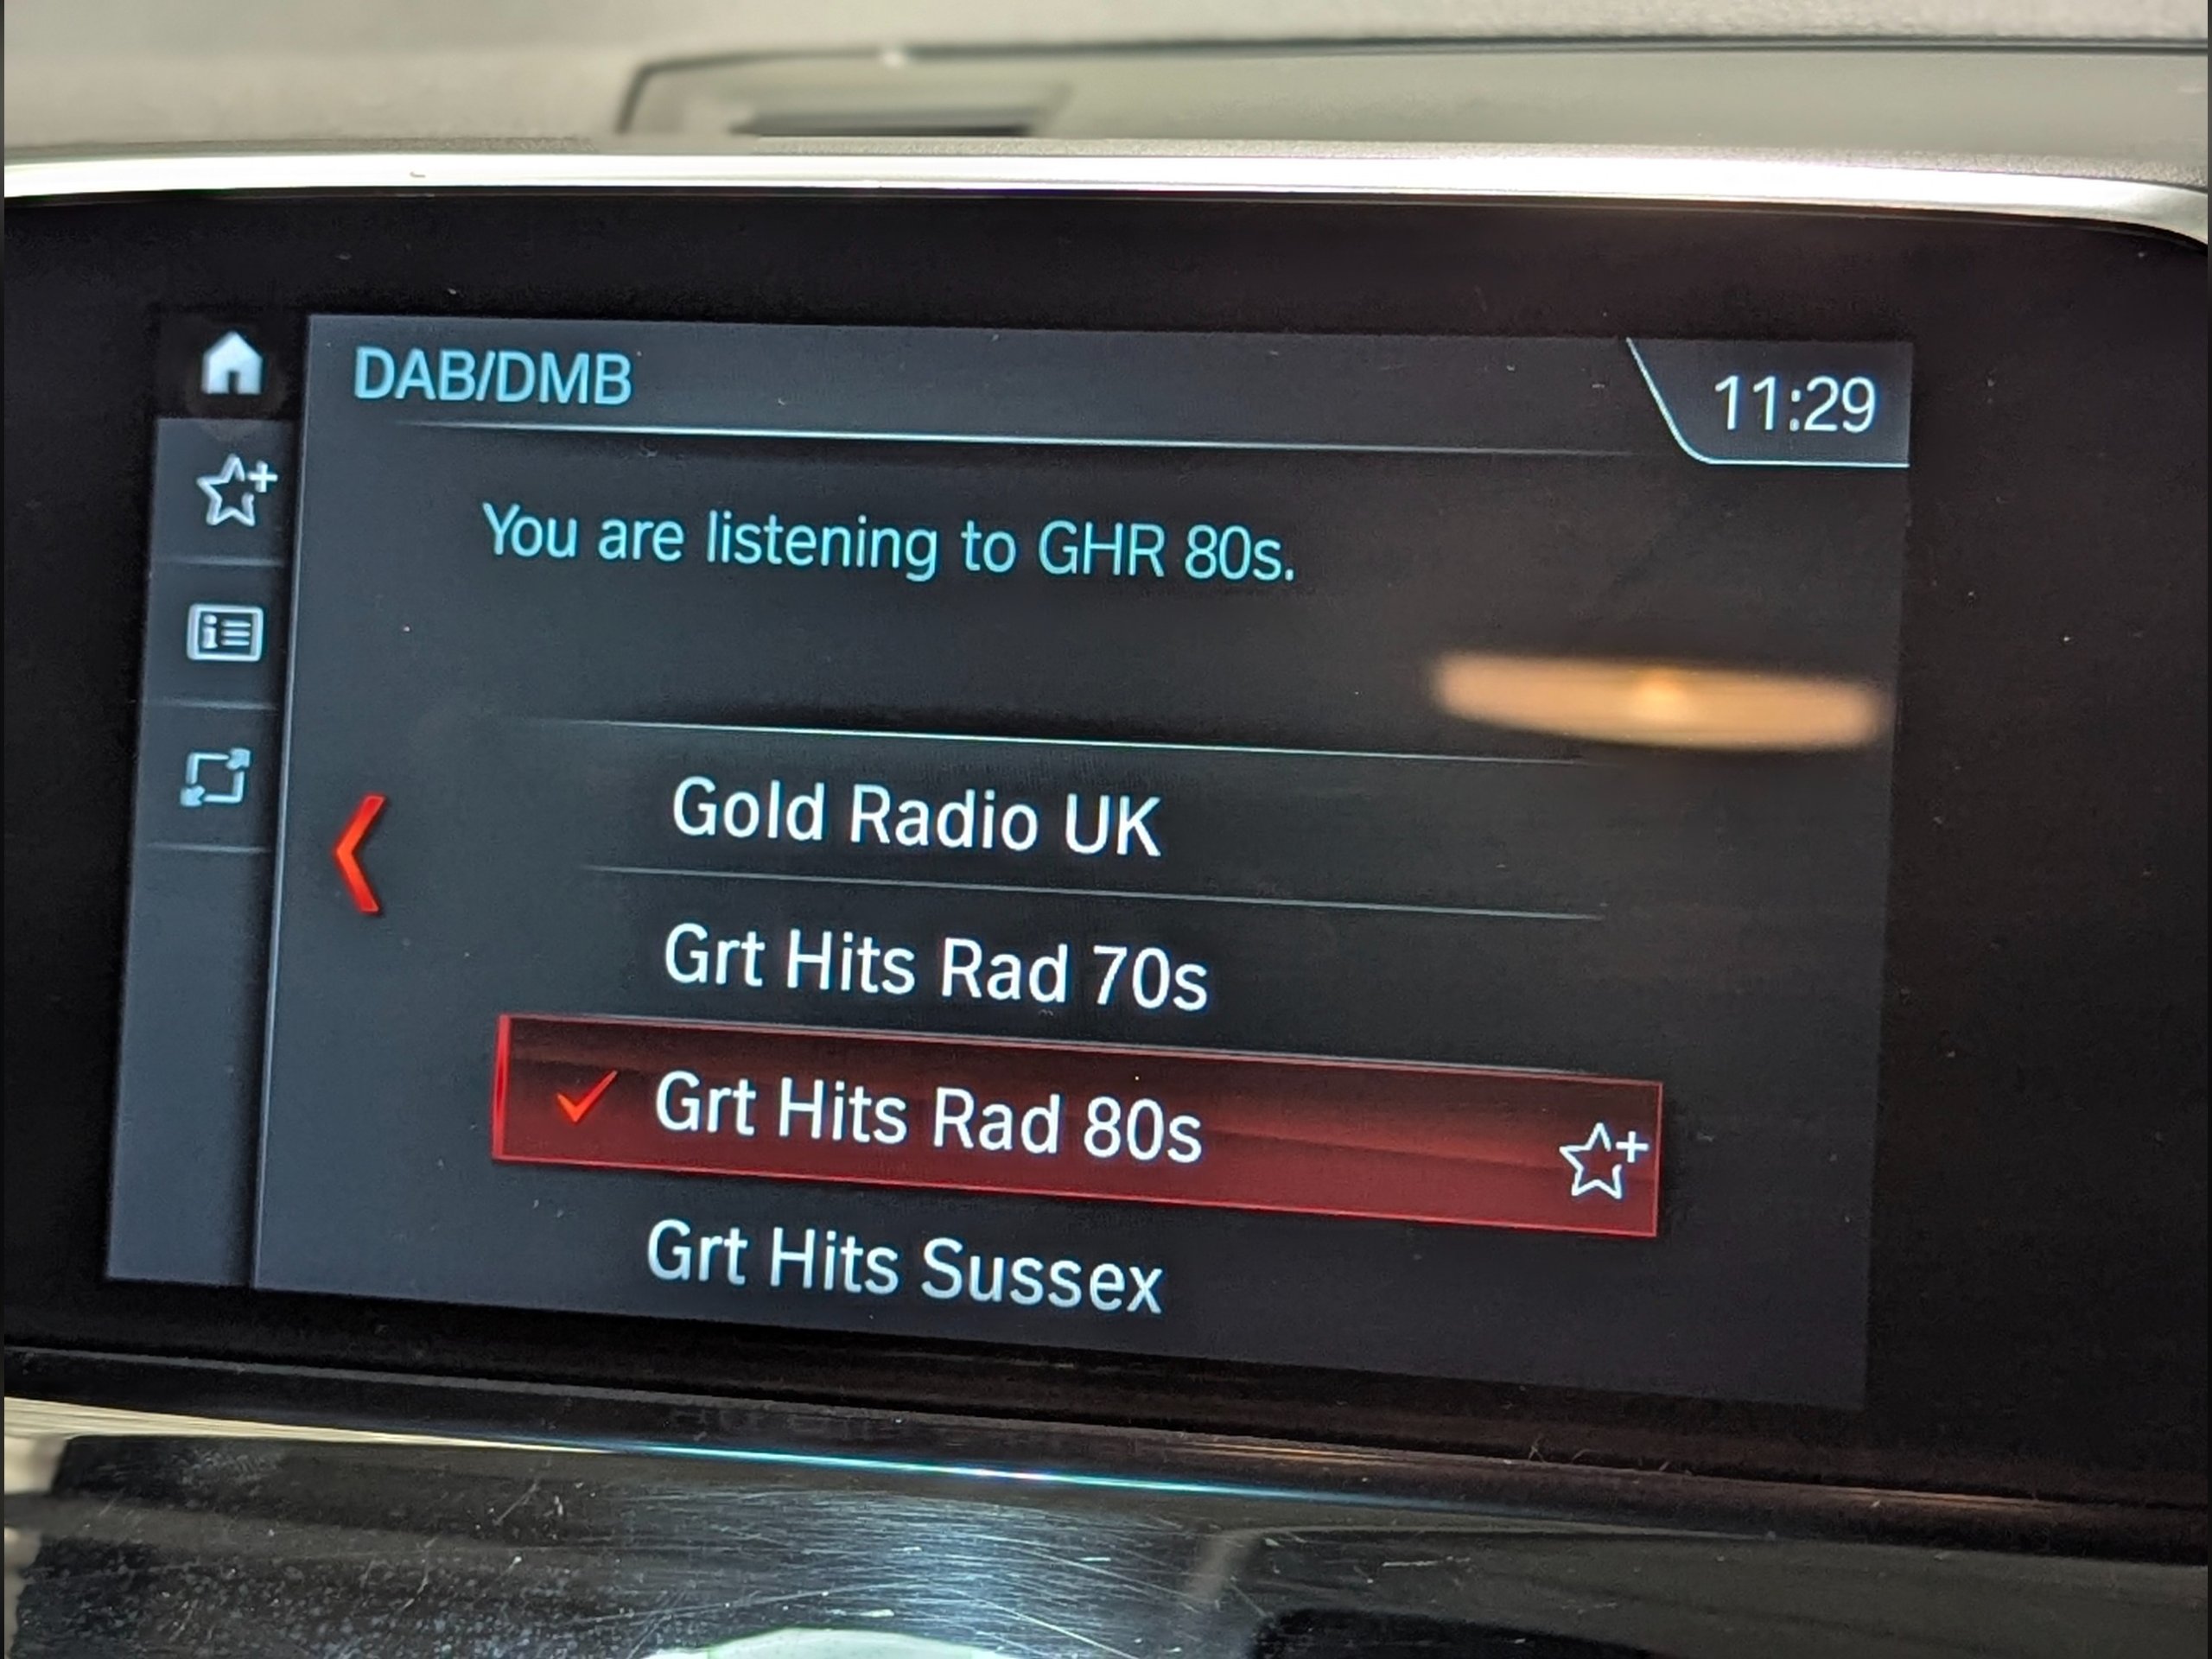 DAB/DMB
11:29
You are listening to GHR 80s.
Gold Radio UK
Grt Hits Rad 70s
Grt Hits Rad 80s
Grt Hits Sussex